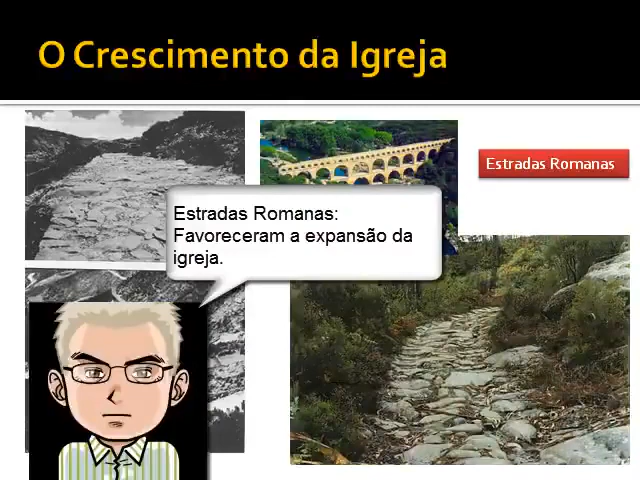 O Crescimento da Igreja
Estradas Romanas
Estradas Romanas:
Favoreceram a expansão da
igreja.